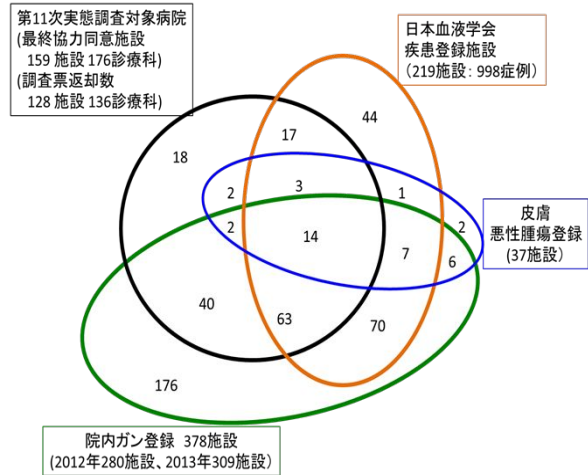 第11次実態調査対象病院
(最終協力同意施設
159 施設 176診療科)
(調査票返却数
128 施設 136診療科)
日本血液学会
疾患登録施設
(219施設: 998症例)
44
17
18
3
2
1
2
2
14
7
6
皮膚
悪性腫瘍登録
(37施設)
40
63
70
176
院内ガン登録 378施設
(2012年280施設、2013年309施設)